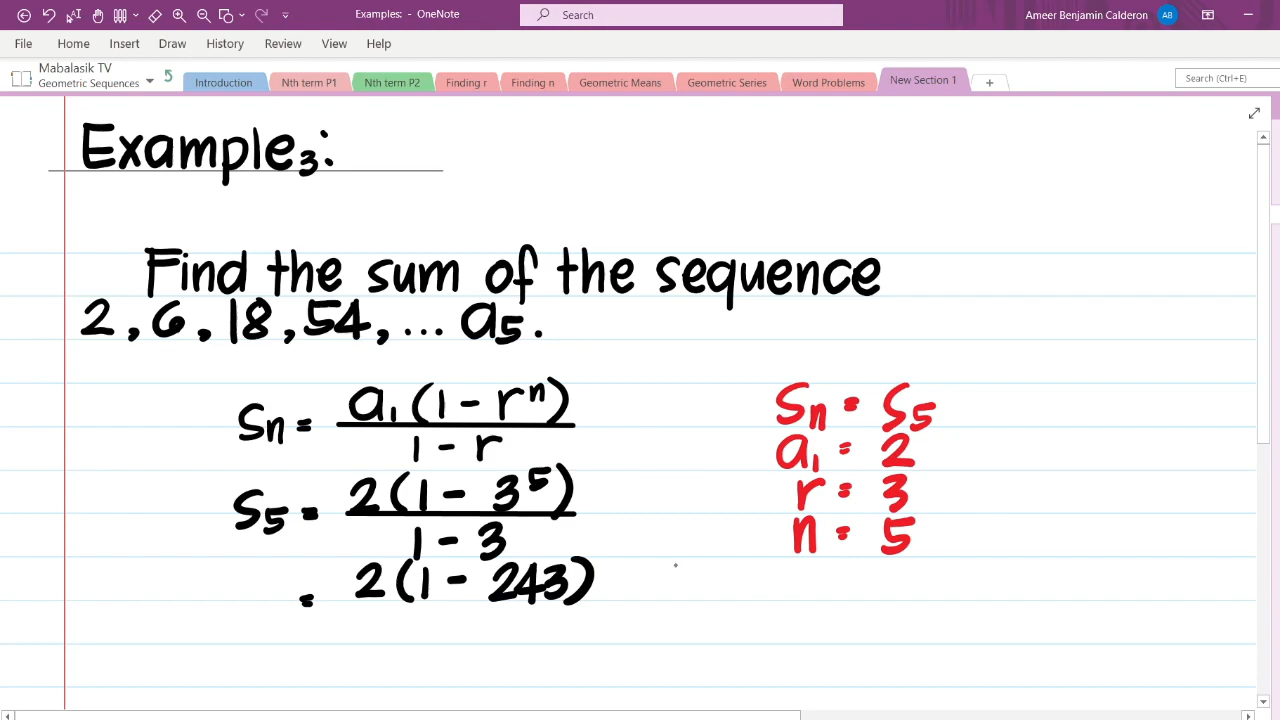 Examples: - OneNote
Search
Ameer Benjamin Calderon AB
File Home Insert Draw History Review View Help
Mabalasik TV
Geometric Sequences
Introduction Nth term P1 Nth term P2 Finding r Finding n Geometric Means Geometric Series Word Problems New Section 1 +
Search (Ctrl+E)
Example₃:
Find the sum of the sequence
2, 6, 18, 54, ... a₅.
Sₙ = a₁(1 - rⁿ) / 1 - r
S₅ = 2(1 - 3⁵) / 1 - 3
= 2(1 - 243)
Sₙ = S₅
a₁ = 2
r = 3
n = 5